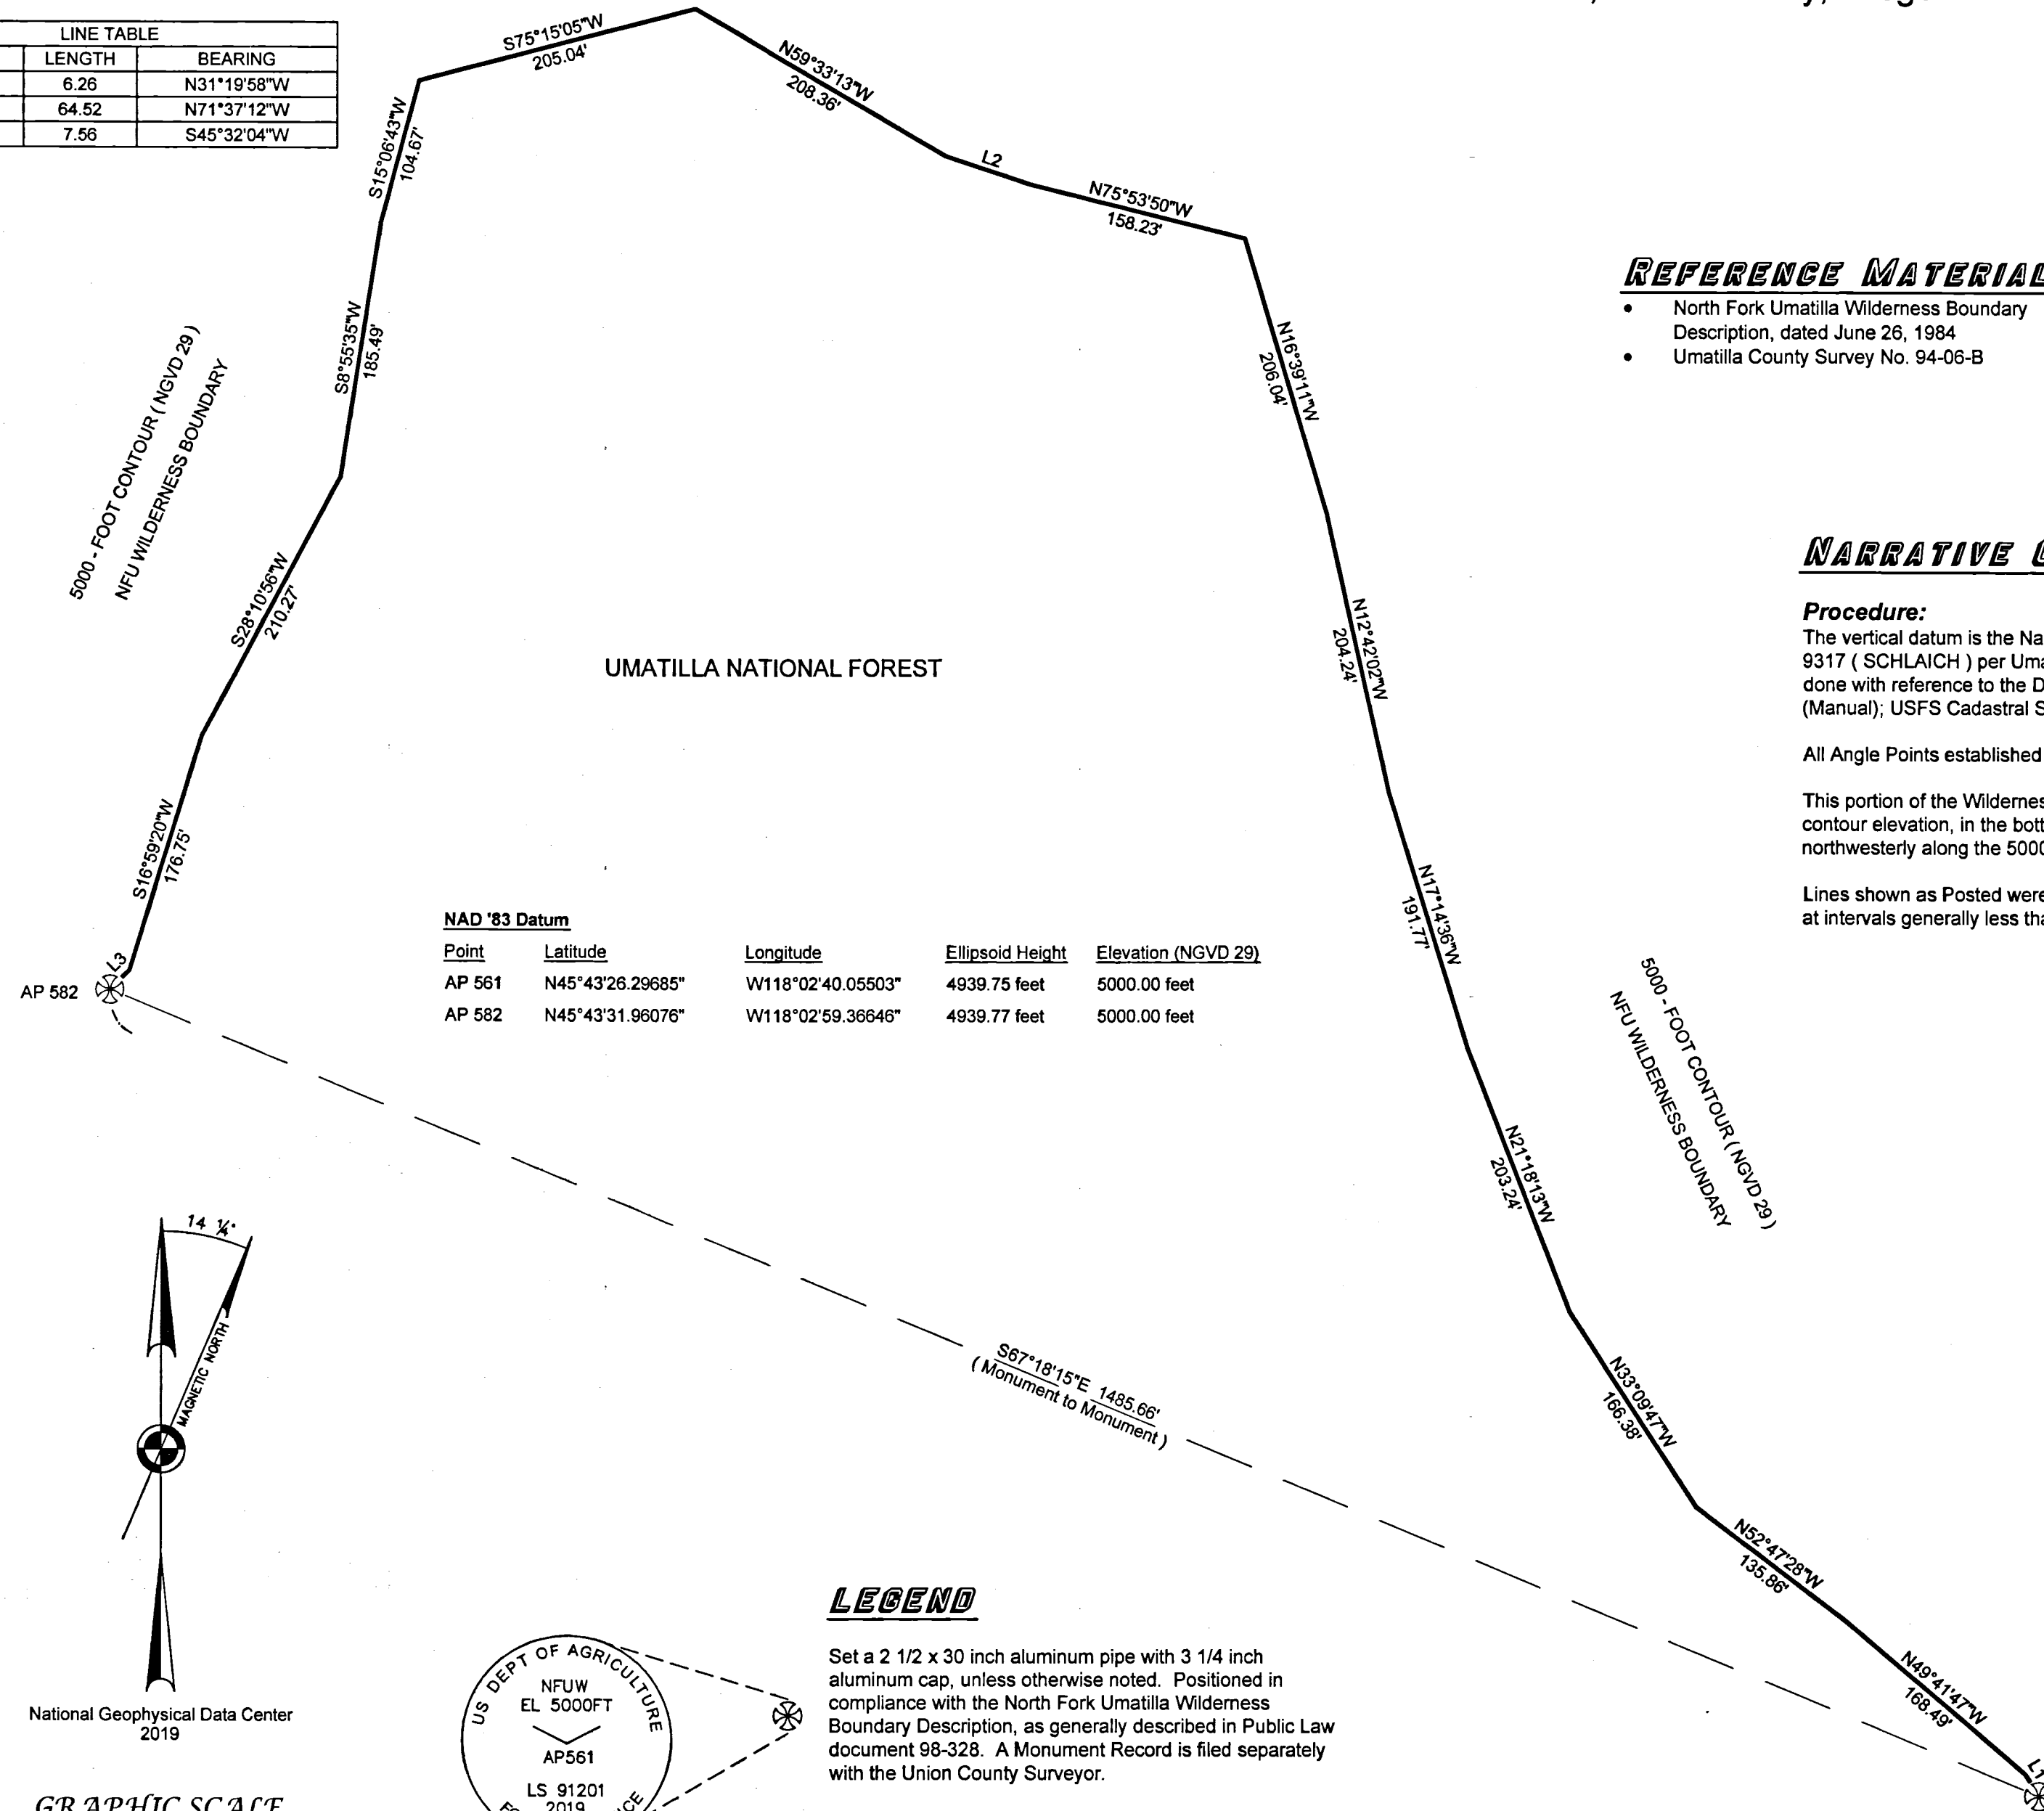 LINE TABLE
LENGTH BEARING
6.26 N31°19'58"W
64.52 N71°37'12"W
7.56 S45°32'04"W
S75°15'05"W
205.04'
N59°33'13"W
208.36'
L2
N75°53'50"W
158.23'
S15°06'43"W
104.67'
S8°55'35"W
185.49'
S28°10'56"W
210.27'
S16°59'20"W
176.75'
L3
AP 582
5000 - FOOT CONTOUR ( NGVD 29 )
NFU WILDERNESS BOUNDARY
N16°39'11"W
206.04'
N12°42'02"W
204.24'
N17°14'36"W
191.77'
N21°18'13"W
203.24'
N33°09'47"W
166.38'
N52°47'28"W
135.86'
N49°41'47"W
168.49'
L1
5000 - FOOT CONTOUR ( NGVD 29 )
NFU WILDERNESS BOUNDARY
REFERENCE MATERIAL
• North Fork Umatilla Wilderness Boundary
Description, dated June 26, 1984
• Umatilla County Survey No. 94-06-B
NARRATIVE
Procedure:
The vertical datum is the Na
9317 ( SCHLAICH ) per Uma
done with reference to the D
(Manual); USFS Cadastral S
All Angle Points established
This portion of the Wildernes
contour elevation, in the bott
northwesterly along the 5000
Lines shown as Posted were
at intervals generally less tha
UMATILLA NATIONAL FOREST
NAD '83 Datum
Point Latitude Longitude Ellipsoid Height Elevation (NGVD 29)
AP 561 N45°43'26.29685" W118°02'40.05503" 4939.75 feet 5000.00 feet
AP 582 N45°43'31.96076" W118°02'59.36646" 4939.77 feet 5000.00 feet
S67°18'15"E 1485.66'
( Monument to Monument )
14 ¼°
MAGNETIC NORTH
National Geophysical Data Center
2019
GRAPHIC SCALE
US DEPT OF AGRICULTURE
NFUW
EL 5000FT
AP561
LS 91201
2019
LEGEND
Set a 2 1/2 x 30 inch aluminum pipe with 3 1/4 inch
aluminum cap, unless otherwise noted. Positioned in
compliance with the North Fork Umatilla Wilderness
Boundary Description, as generally described in Public Law
document 98-328. A Monument Record is filed separately
with the Union County Surveyor.